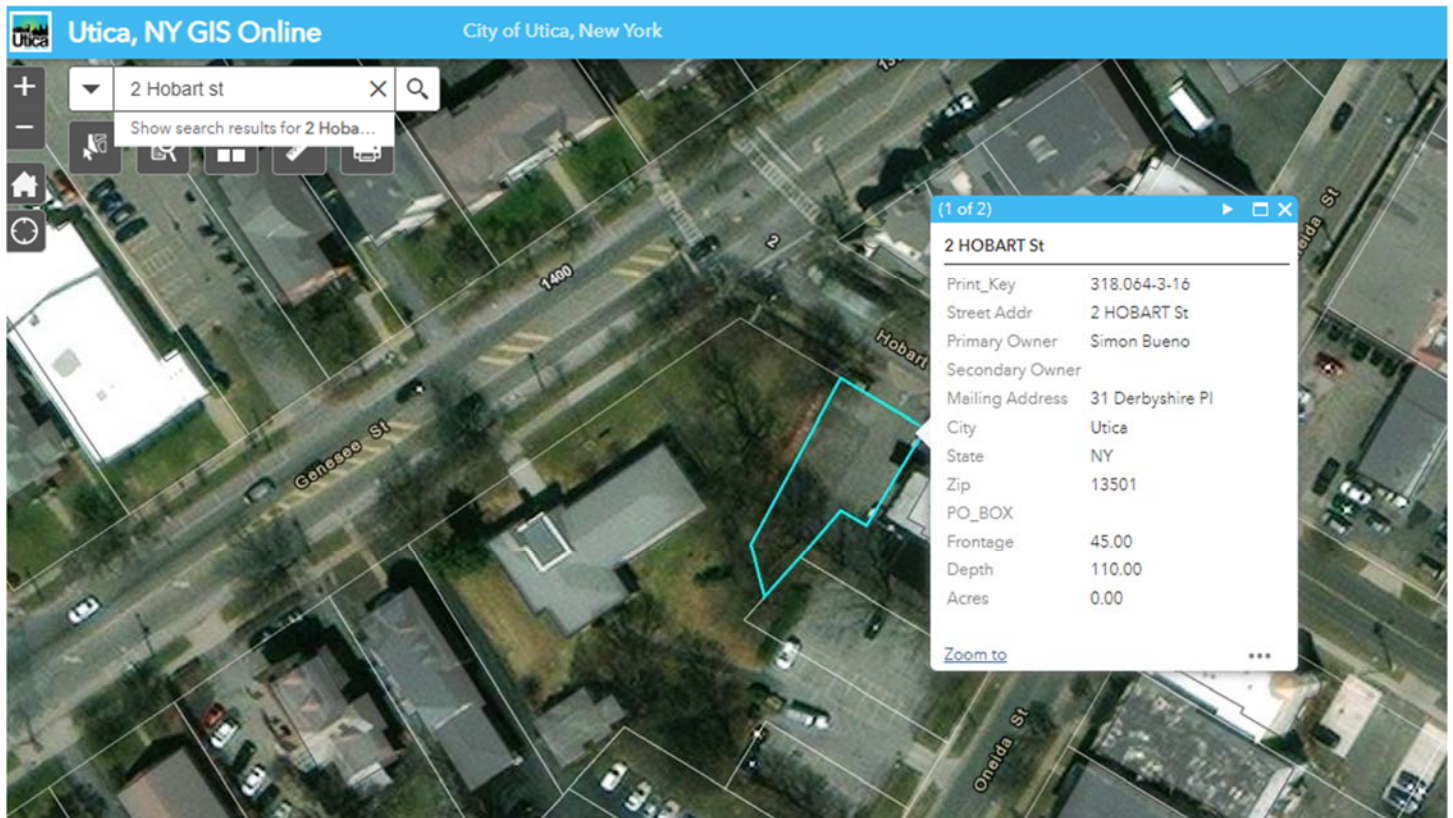 Utica
Utica, NY GIS Online
City of Utica, New York
2 Hobart st
Show search results for 2 Hoba...
(1 of 2)
2 HOBART St
Print_Key 318.064-3-16
Street Addr 2 HOBART St
Primary Owner Simon Bueno
Secondary Owner
Mailing Address 31 Derbyshire Pl
City Utica
State NY
Zip 13501
PO_BOX
Frontage 45.00
Depth 110.00
Acres 0.00
Zoom to
2
1400
Hobart
Genesee St
Oneida St